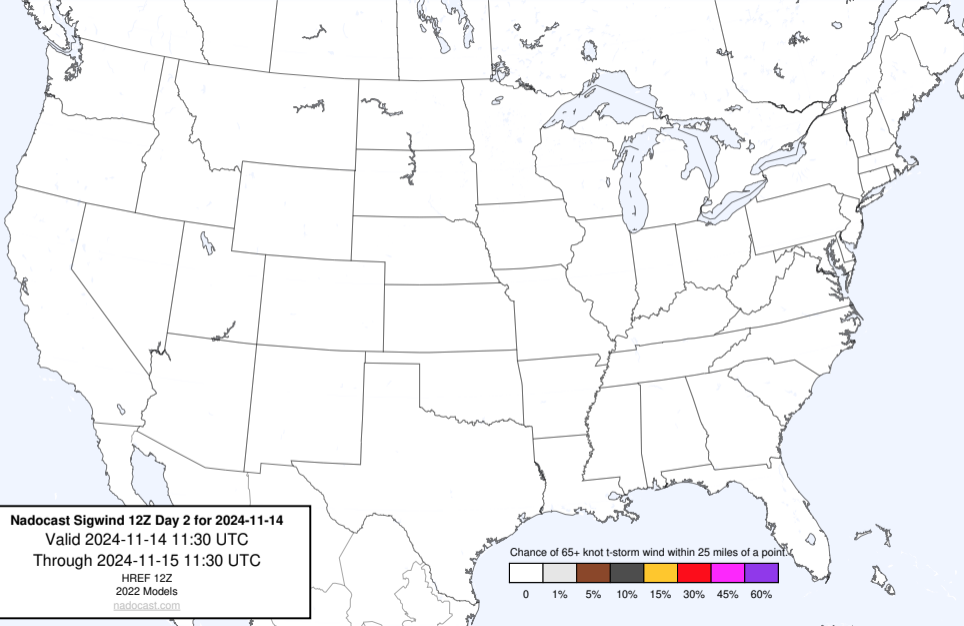 Nadocast Sigwind 12Z Day 2 for 2024-11-14
Valid 2024-11-14 11:30 UTC
Through 2024-11-15 11:30 UTC
HREF 12Z
2022 Models
nadocast.com
Chance of 65+ knot t-storm wind within 25 miles of a point.
0 1% 5% 10% 15% 30% 45% 60%